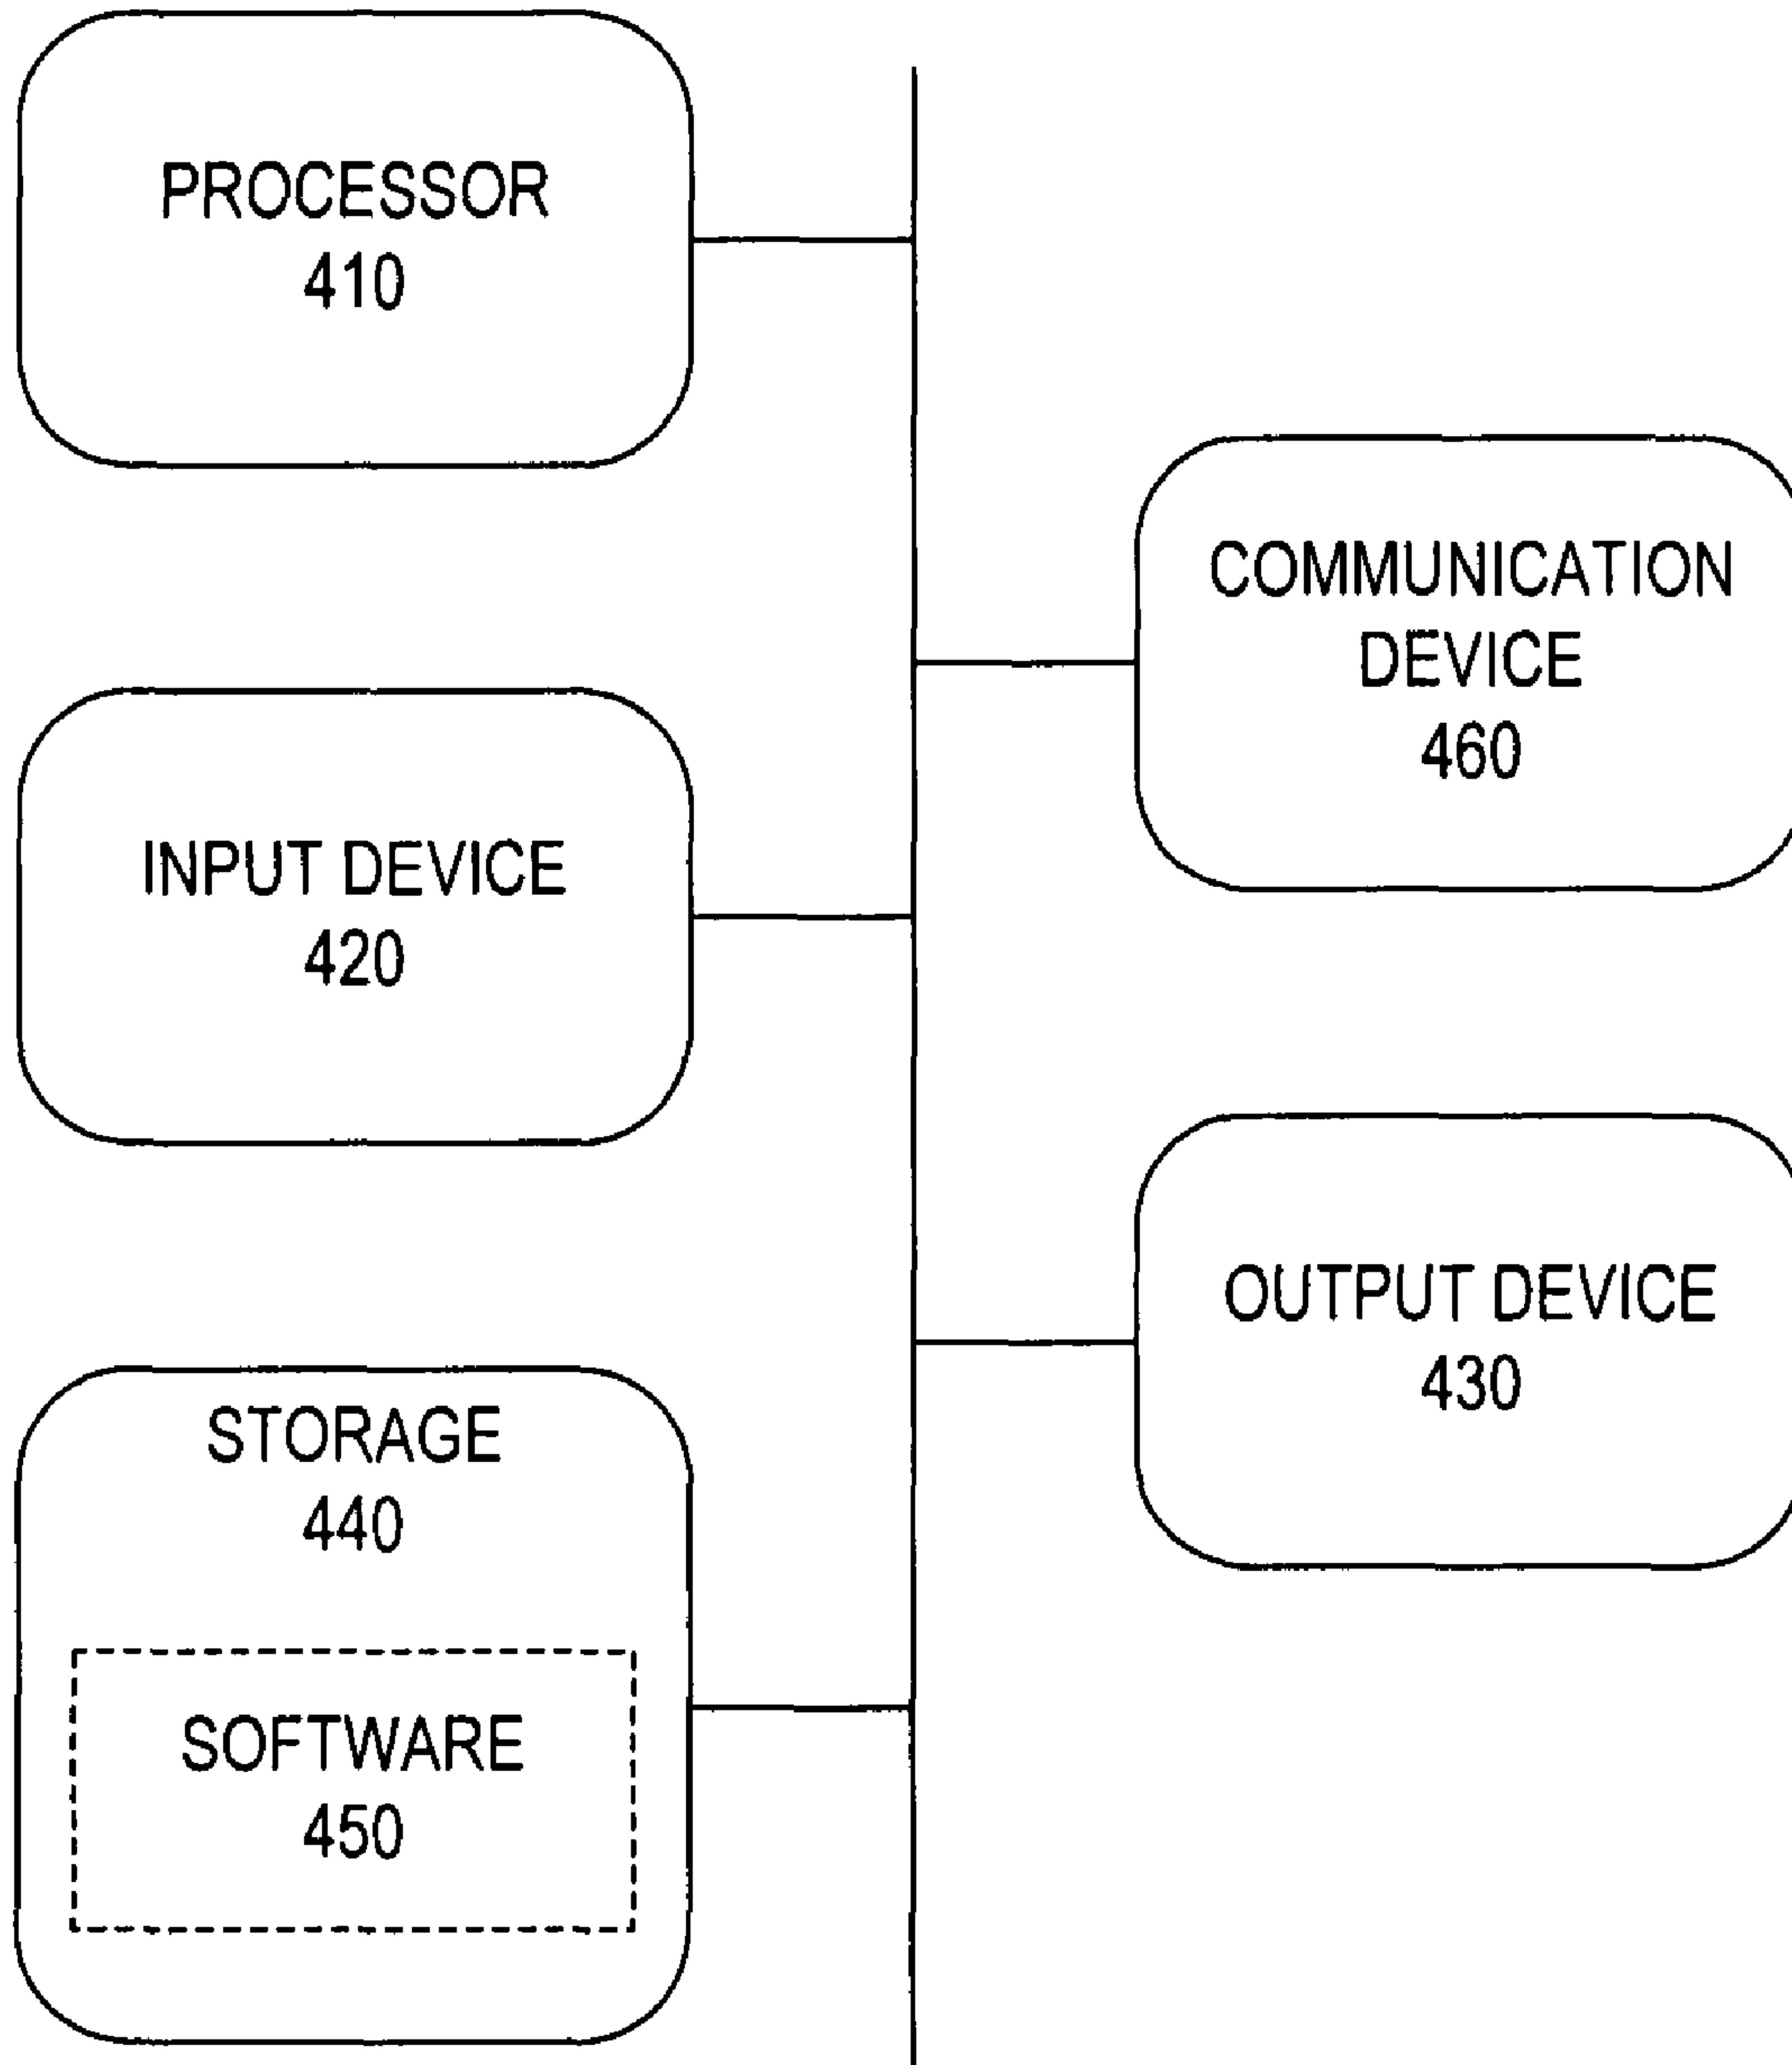 PROCESSOR
410
INPUT DEVICE
420
STORAGE
440
SOFTWARE
450
COMMUNICATION
DEVICE
460
OUTPUT DEVICE
430